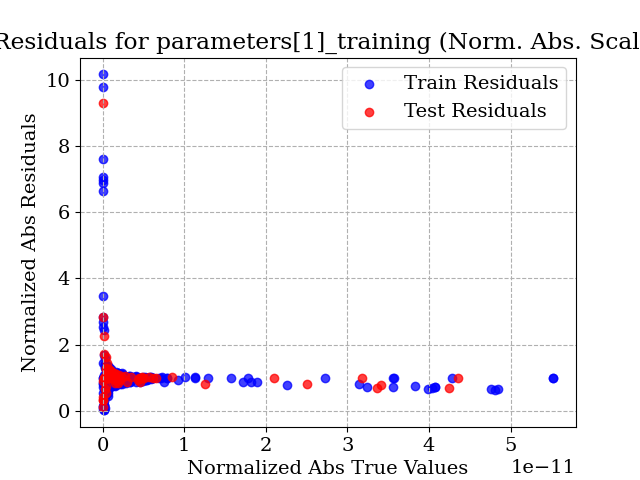 Residuals for parameters[1]_training (Norm. Abs. Scal
Train Residuals
Test Residuals
Normalized Abs Residuals
10
8
6
4
2
0
0 1 2 3 4 5
1e−11
Normalized Abs True Values